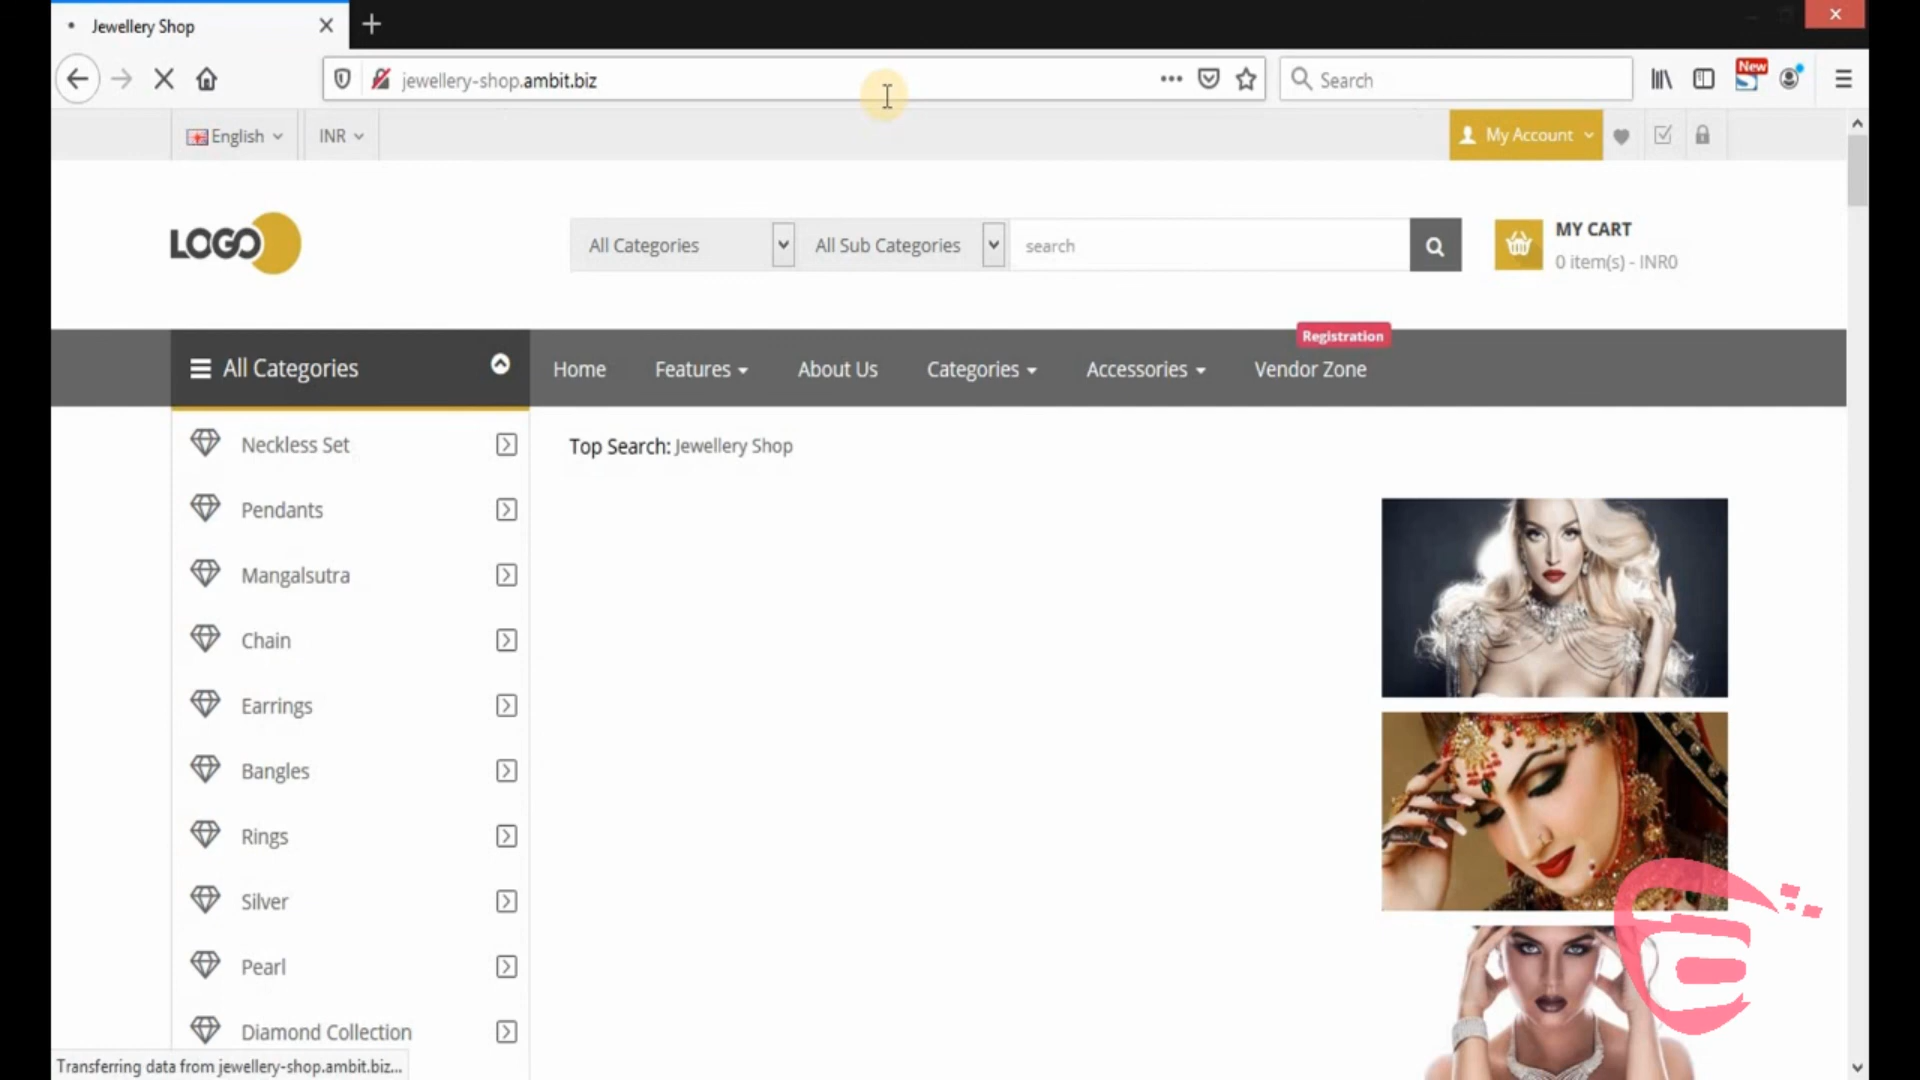 Jewellery Shop
jewellery-shop.ambit.biz
Search
New
English
INR
My Account
LOGO
All Categories
All Sub Categories
search
MY CART
0 item(s) - INR0
Registration
All Categories
Home
Features
About Us
Categories
Accessories
Vendor Zone
Neckless Set
Top Search: Jewellery Shop
Pendants
Mangalsutra
Chain
Earrings
Bangles
Rings
Silver
Pearl
Diamond Collection
Transferring data from jewellery-shop.ambit.biz...